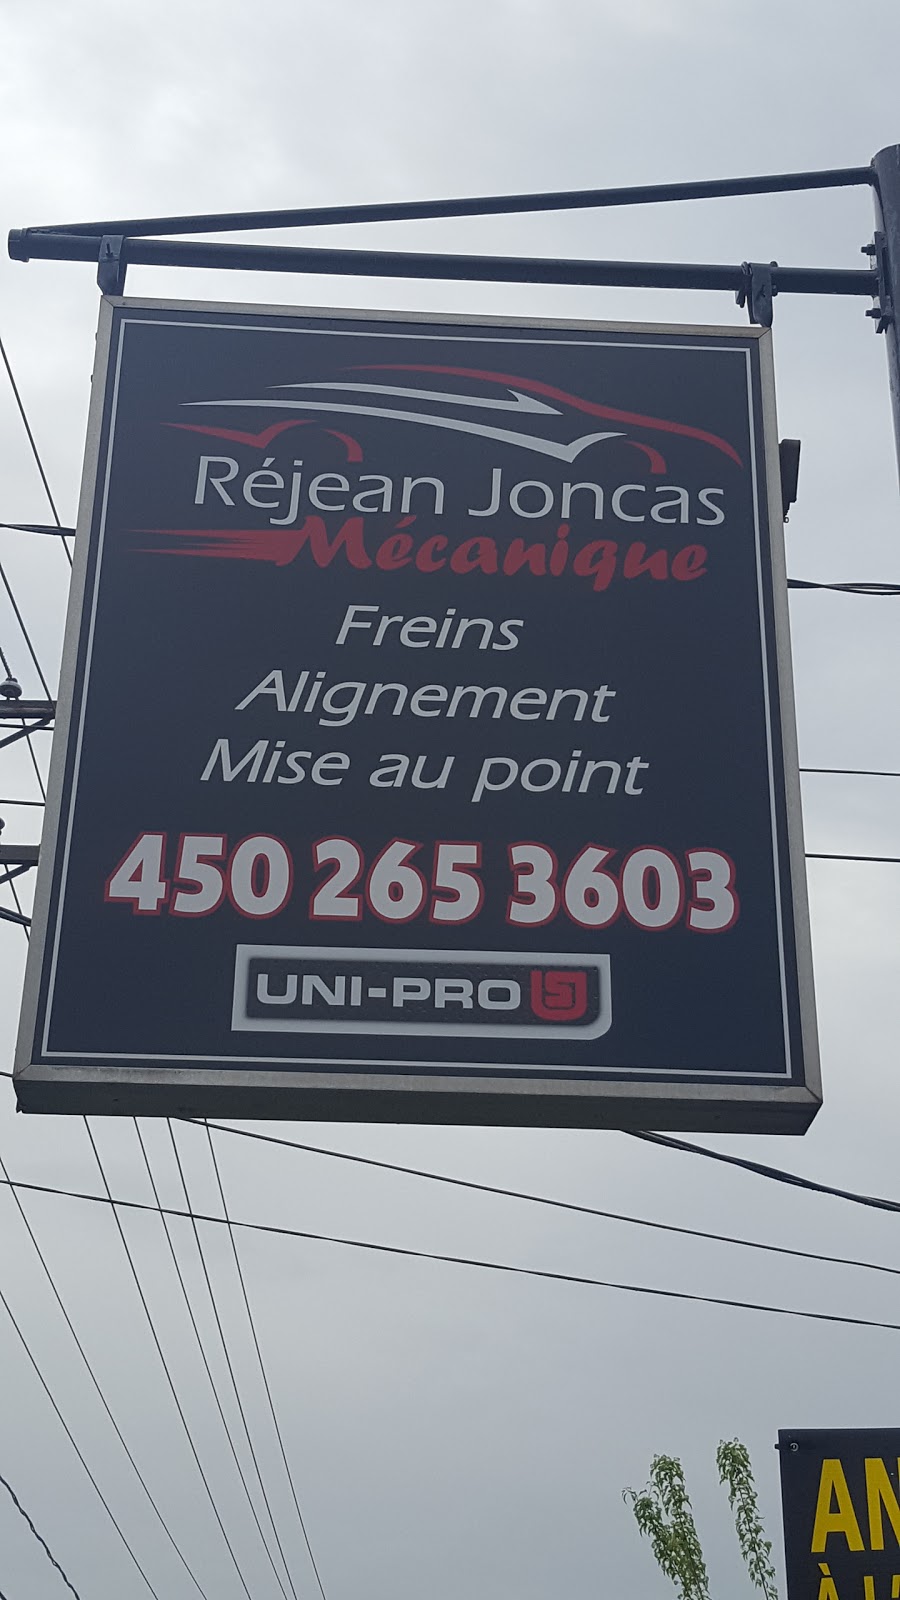 Réjean Joncas
Mécanique
Freins
Alignement
Mise au point
450 265 3603
UNI-PRO